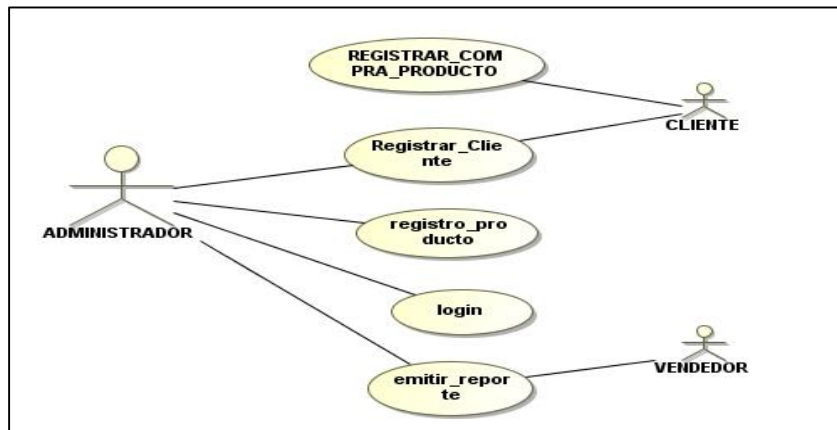 REGISTRAR_COM
PRA_PRODUCTO
CLIENTE
Registrar_Clie
nte
ADMINISTRADOR
registro_pro
ducto
login
VENDEDOR
emitir_repor
te